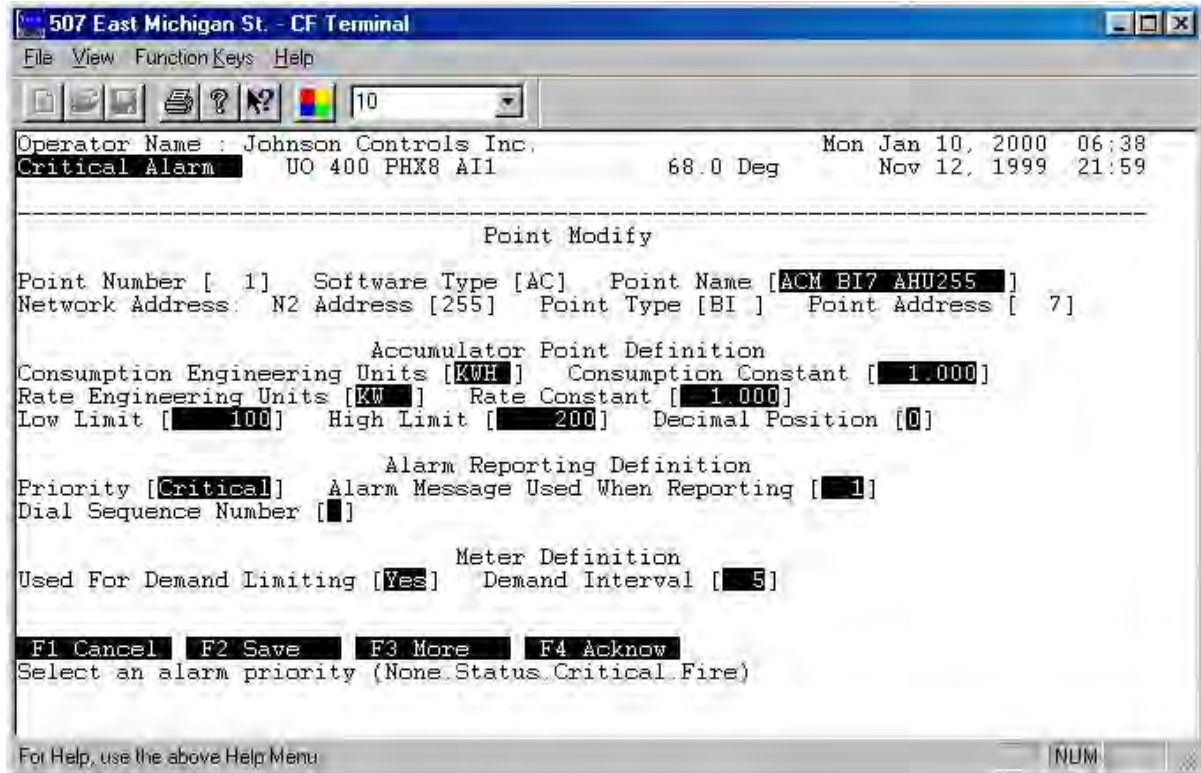 507 East Michigan St. - CF Terminal
File View Function Keys Help
10
Operator Name : Johnson Controls Inc. Mon Jan 10, 2000 06:38
Critical Alarm UO 400 PHX8 AI1 68.0 Deg Nov 12, 1999 21:59
Point Modify
Point Number [ 1] Software Type [AC] Point Name [ACM BI7 AHU255 ]
Network Address: N2 Address [255] Point Type [BI ] Point Address [ 7]
Accumulator Point Definition
Consumption Engineering Units [KWH ] Consumption Constant [ 1.000]
Rate Engineering Units [KW ] Rate Constant [ 1.000]
Low Limit [ 100] High Limit [ 200] Decimal Position [0]
Alarm Reporting Definition
Priority [Critical] Alarm Message Used When Reporting [ 1]
Dial Sequence Number [ ]
Meter Definition
Used For Demand Limiting [Yes] Demand Interval [ 5]
F1 Cancel F2 Save F3 More F4 Acknow
Select an alarm priority (None.Status.Critical.Fire)
For Help, use the above Help Menu
NUM